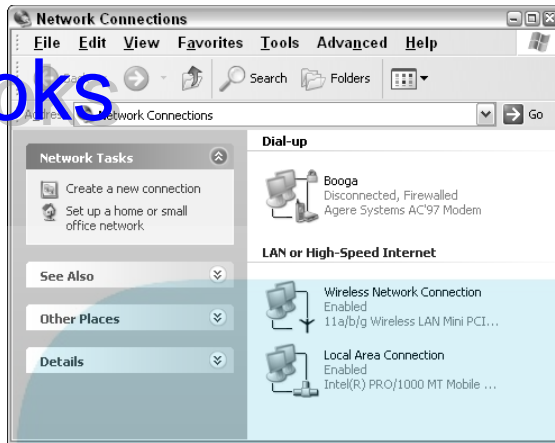 Network Connections
File Edit View Favorites Tools Advanced Help
Search Folders
oks
Network Connections Go
Dial-up
Network Tasks
Create a new connection
Set up a home or small
office network
Booga
Disconnected, Firewalled
Agere Systems AC'97 Modem
LAN or High-Speed Internet
See Also
Other Places
Details
Wireless Network Connection
Enabled
11a/b/g Wireless LAN Mini PCI...
Local Area Connection
Enabled
Intel(R) PRO/1000 MT Mobile ...